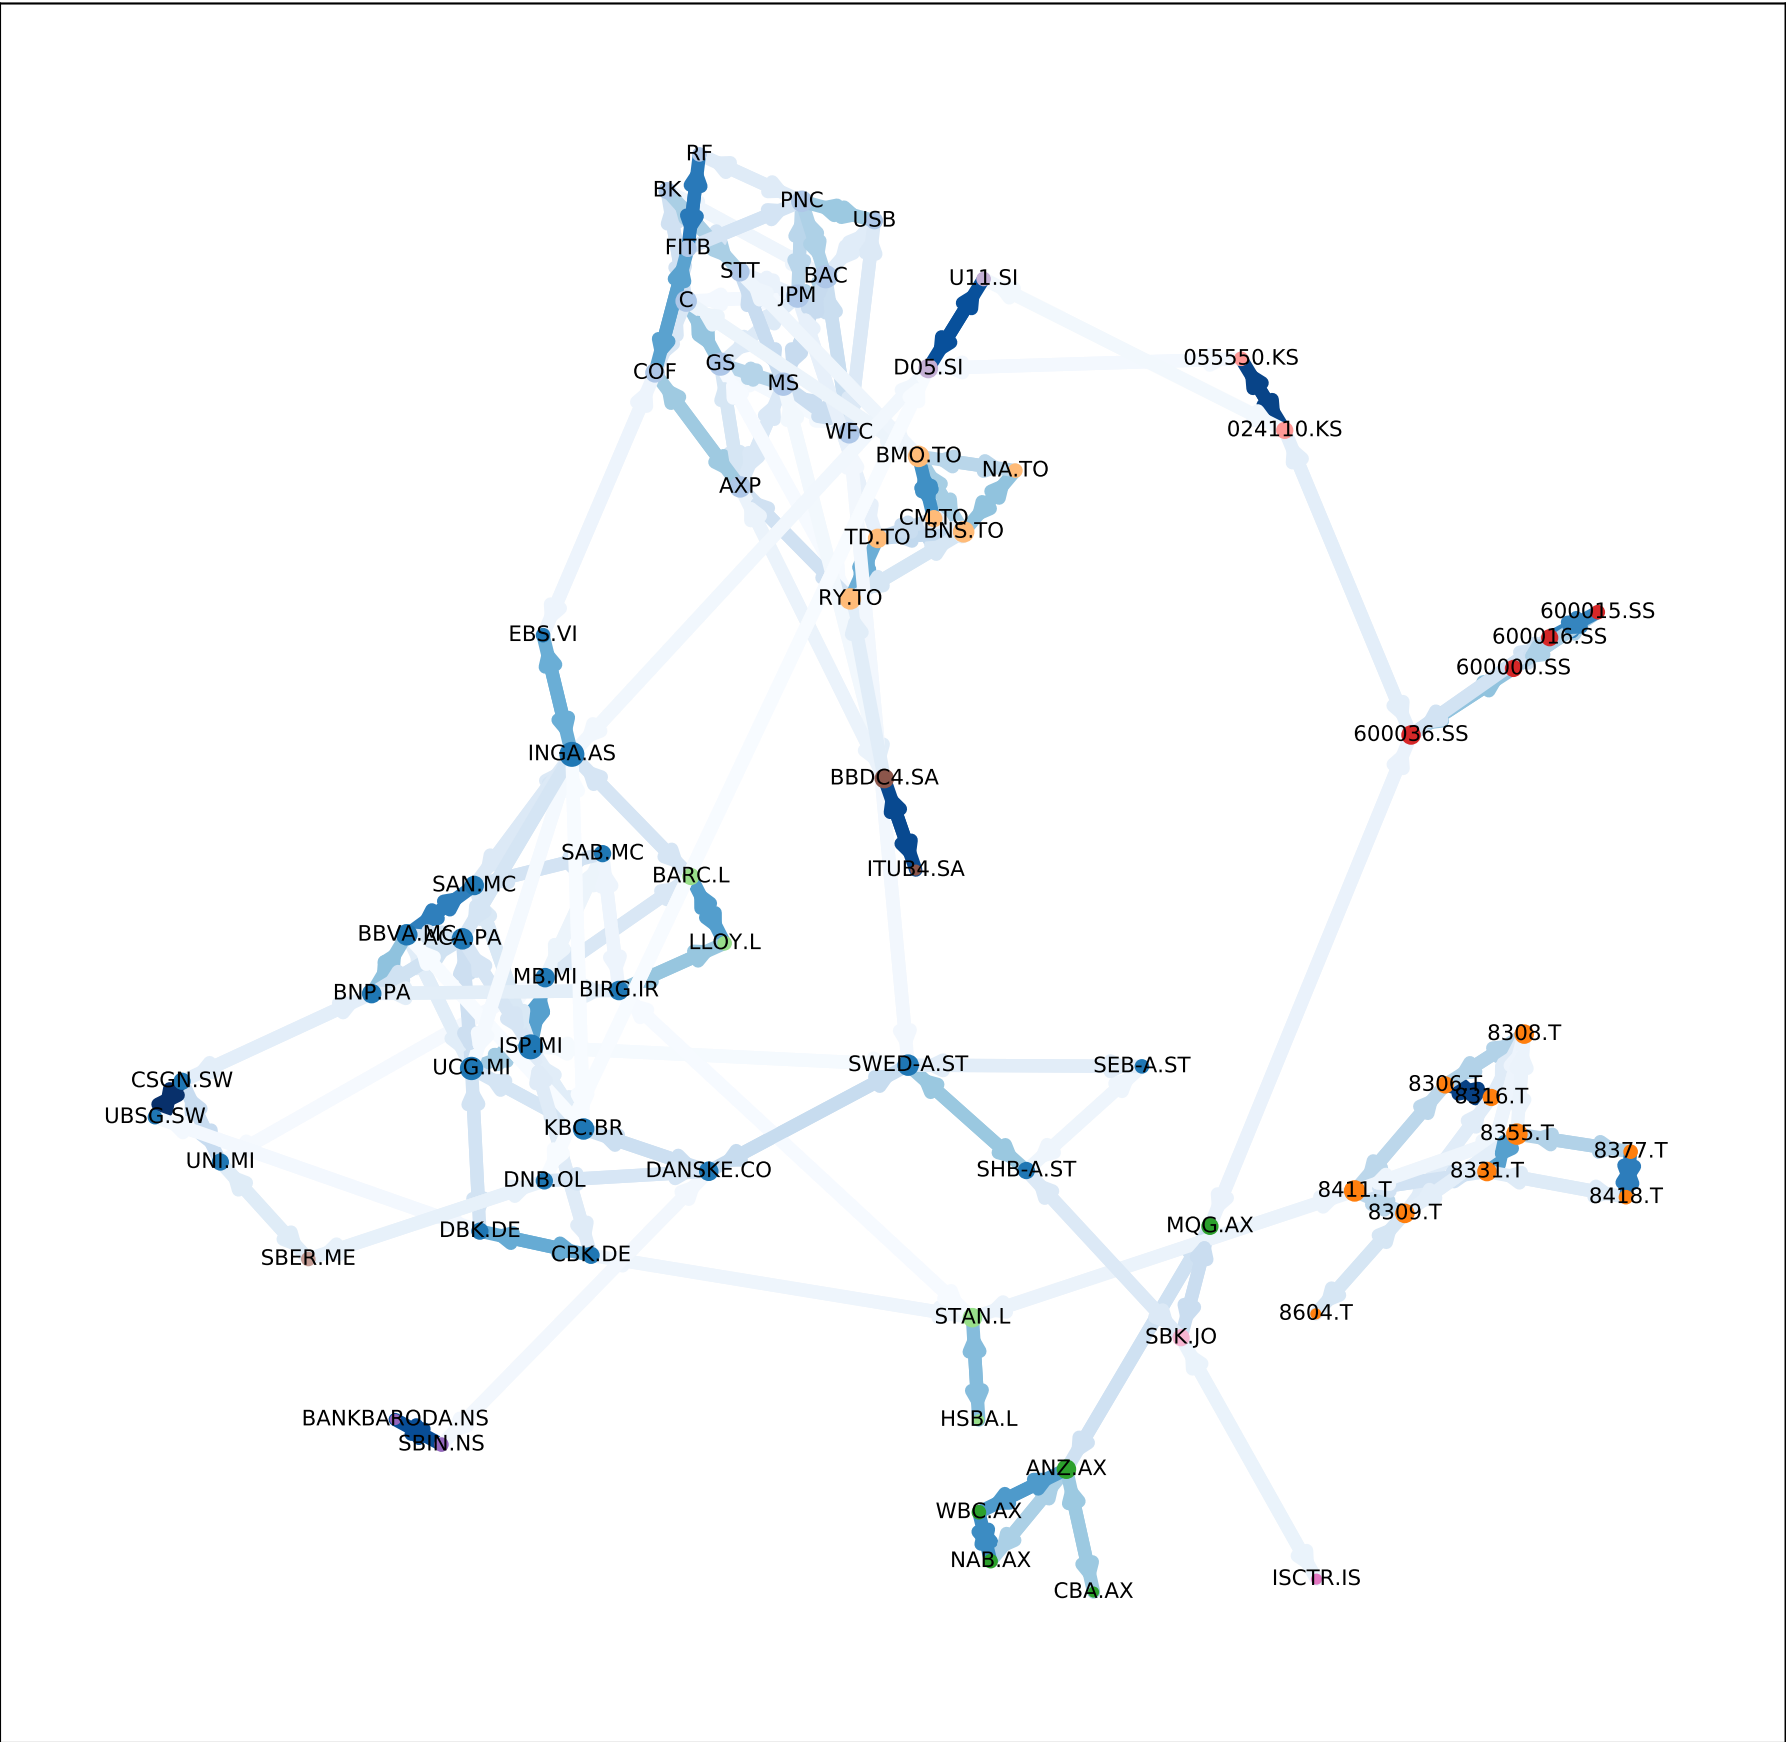 RF
BK
PNC
USB
FITB
STT
BAC
U11.SI
JPM
C
055550.KS
GS
D05.SI
COF
MS
024110.KS
WFC
BMO.TO
NA.TO
AXP
CM.TO
BNS.TO
TD.TO
RY.TO
600015.SS
EBS.VI
600016.SS
600000.SS
600036.SS
INGA.AS
BBDC4.SA
SAB.MC
ITUB4.SA
BARC.L
SAN.MC
BBVA.MC
ACA.PA
LLOY.L
MB.MI
BIRG.IR
BNP.PA
8308.T
ISP.MI
SWED-A.ST
SEB-A.ST
UCG.MI
CSGN.SW
8306.T
8316.T
UBSG.SW
KBC.BR
8355.T
8377.T
UNI.MI
DANSKE.CO
SHB-A.ST
8331.T
DNB.OL
8411.T
8418.T
8309.T
MQG.AX
DBK.DE
CBK.DE
SBER.ME
8604.T
STAN.L
SBK.JO
BANKBARODA.NS
HSBA.L
SBIN.NS
ANZ.AX
WBC.AX
NAB.AX
ISCTR.IS
CBA.AX